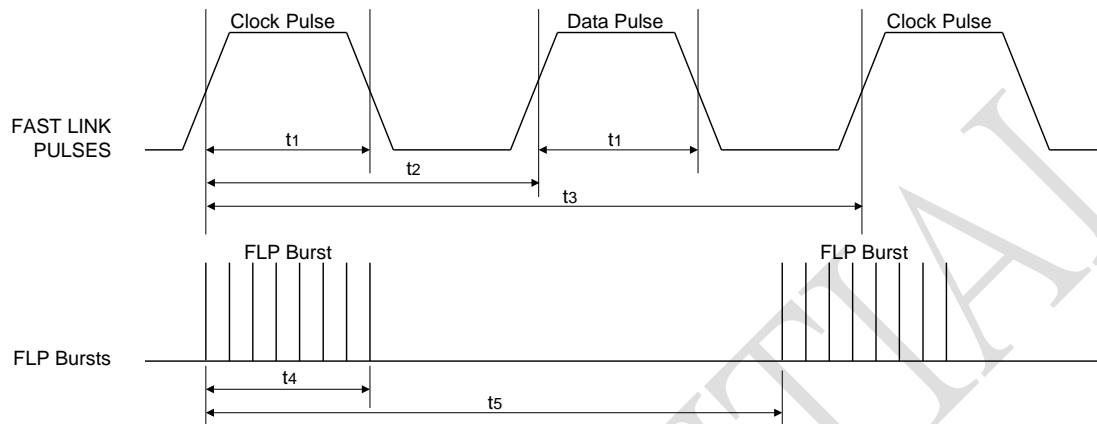 Clock Pulse Data Pulse Clock Pulse
FAST LINK
PULSES
t1 t1
t2
t3
FLP Burst FLP Burst
FLP Bursts
t4
t5